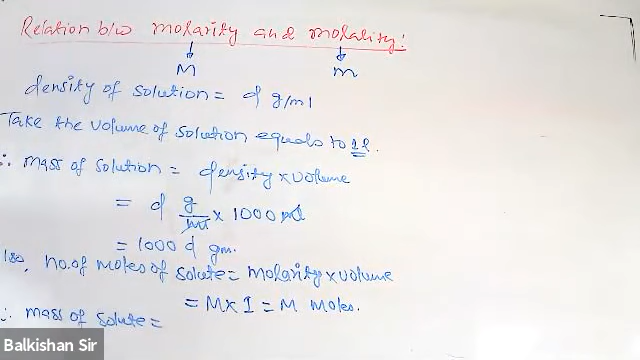 Relation b/w molarity and molality:
M m
density of solution = d g/ml
Take the volume of solution equals to 1l.
∴ mass of solution = density × volume
= d g/ml × 1000 ml
= 1000 d gm.
Also, no. of moles of solute = molarity × volume
= M × 1 = M moles.
∴ mass of solute =
Balkishan Sir